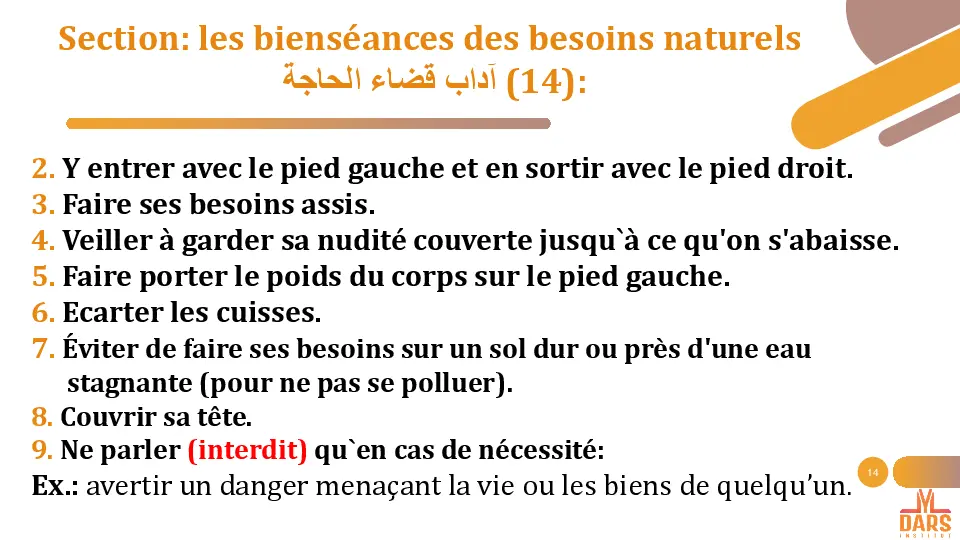 Section: les bienséances des besoins naturels
آداب قضاء الحاجة (14):
2. Y entrer avec le pied gauche et en sortir avec le pied droit.
3. Faire ses besoins assis.
4. Veiller à garder sa nudité couverte jusqu`à ce qu'on s'abaisse.
5. Faire porter le poids du corps sur le pied gauche.
6. Ecarter les cuisses.
7. Éviter de faire ses besoins sur un sol dur ou près d'une eau
stagnante (pour ne pas se polluer).
8. Couvrir sa tête.
9. Ne parler (interdit) qu`en cas de nécessité:
Ex.: avertir un danger menaçant la vie ou les biens de quelqu’un.
14
DARS
INSTITUT